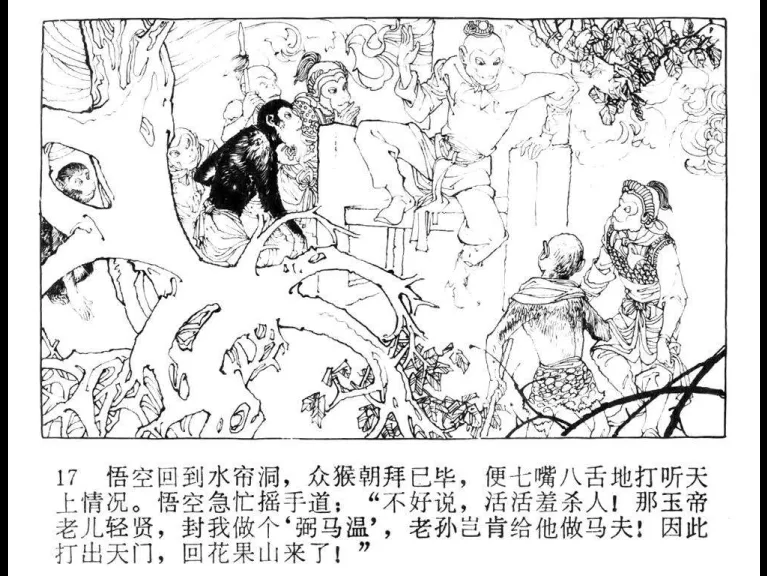 17 悟空回到水帘洞，众猴朝拜已毕，便七嘴八舌地打听天
上情况。悟空急忙摇手道：“不好说，活活羞杀人！那玉帝
老儿轻贤，封我做个‘弼马温’，老孙岂肯给他做马夫！因此
打出天门，回花果山来了！”